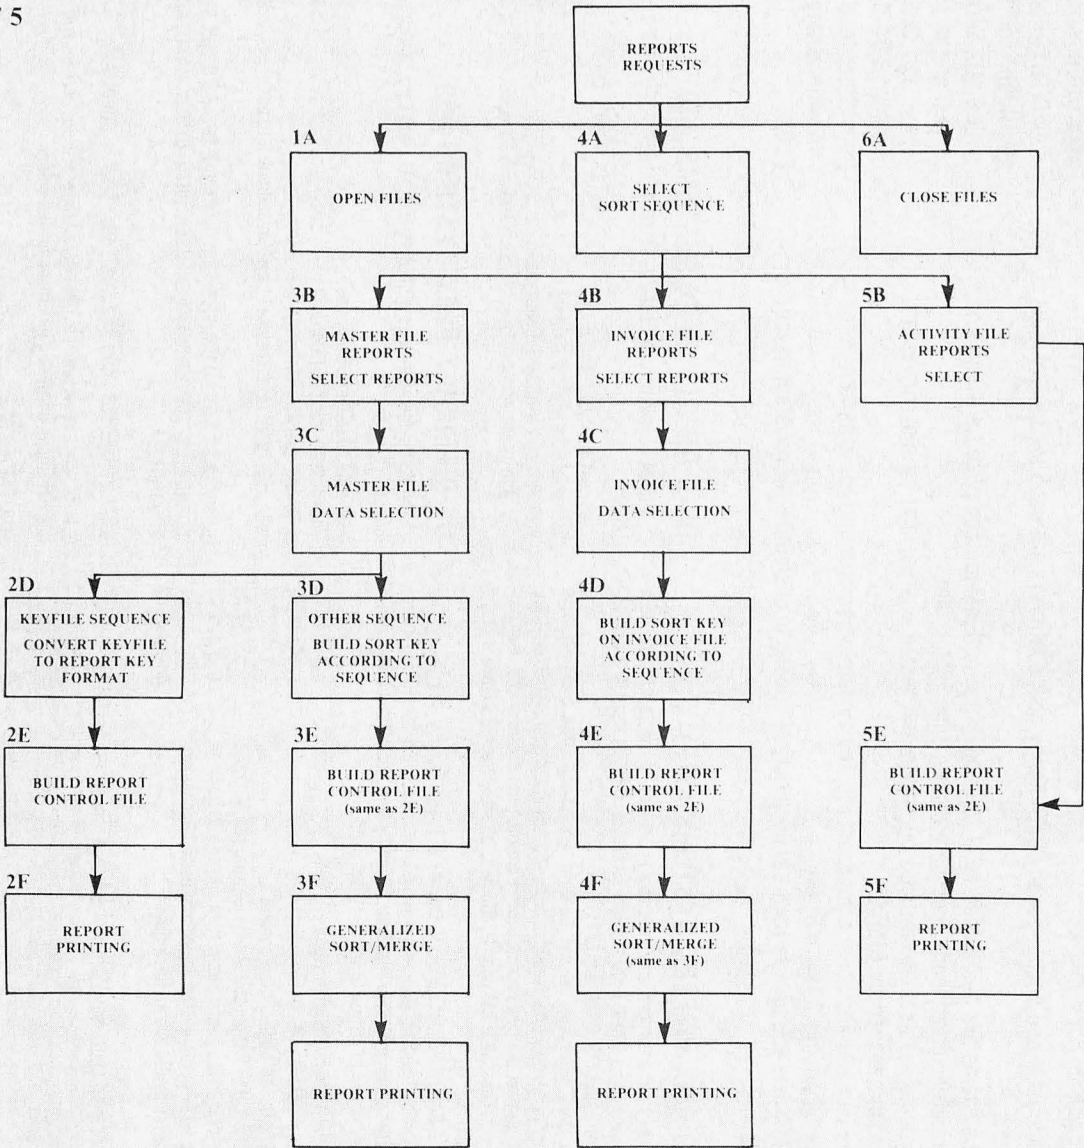 5
REPORTS
REQUESTS
1A
4A
6A
OPEN FILES
SELECT
SORT SEQUENCE
CLOSE FILES
3B
4B
5B
MASTER FILE
REPORTS
SELECT REPORTS
INVOICE FILE
REPORTS
SELECT REPORTS
ACTIVITY FILE
REPORTS
SELECT
3C
4C
MASTER FILE
DATA SELECTION
INVOICE FILE
DATA SELECTION
2D
3D
4D
KEYFILE SEQUENCE
CONVERT KEYFILE
TO REPORT KEY
FORMAT
OTHER SEQUENCE
BUILD SORT KEY
ACCORDING TO
SEQUENCE
BUILD SORT KEY
ON INVOICE FILE
ACCORDING TO
SEQUENCE
2E
3E
4E
5E
BUILD REPORT
CONTROL FILE
BUILD REPORT
CONTROL FILE
(same as 2E)
BUILD REPORT
CONTROL FILE
(same as 2E)
BUILD REPORT
CONTROL FILE
(same as 2E)
2F
3F
4F
5F
REPORT
PRINTING
GENERALIZED
SORT/MERGE
GENERALIZED
SORT/MERGE
(same as 3F)
REPORT
PRINTING
REPORT PRINTING
REPORT PRINTING